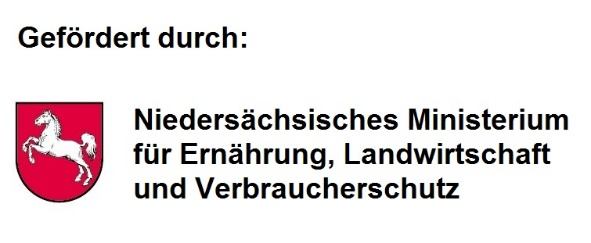 Gefördert durch:
Niedersächsisches Ministerium
für Ernährung, Landwirtschaft
und Verbraucherschutz